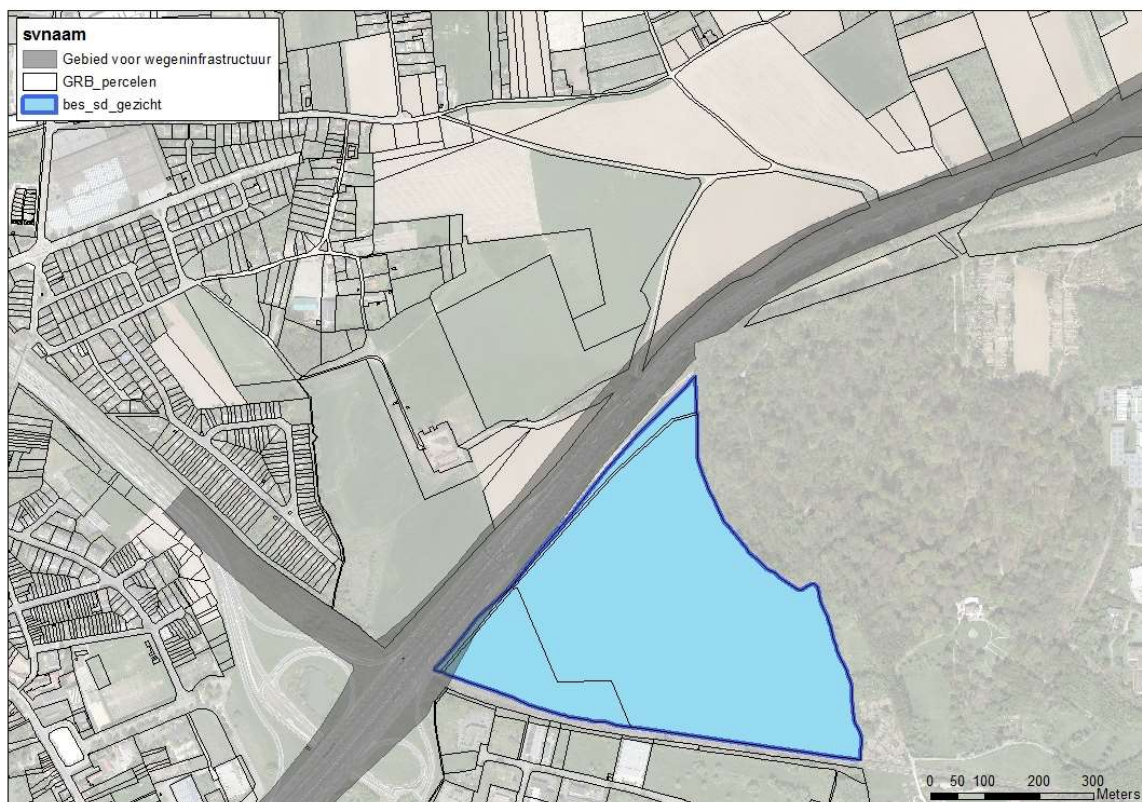 svnaam
Gebied voor wegeninfrastructuur
GRB_percelen
bes_sd_gezicht
0 50 100 200 300
Meters